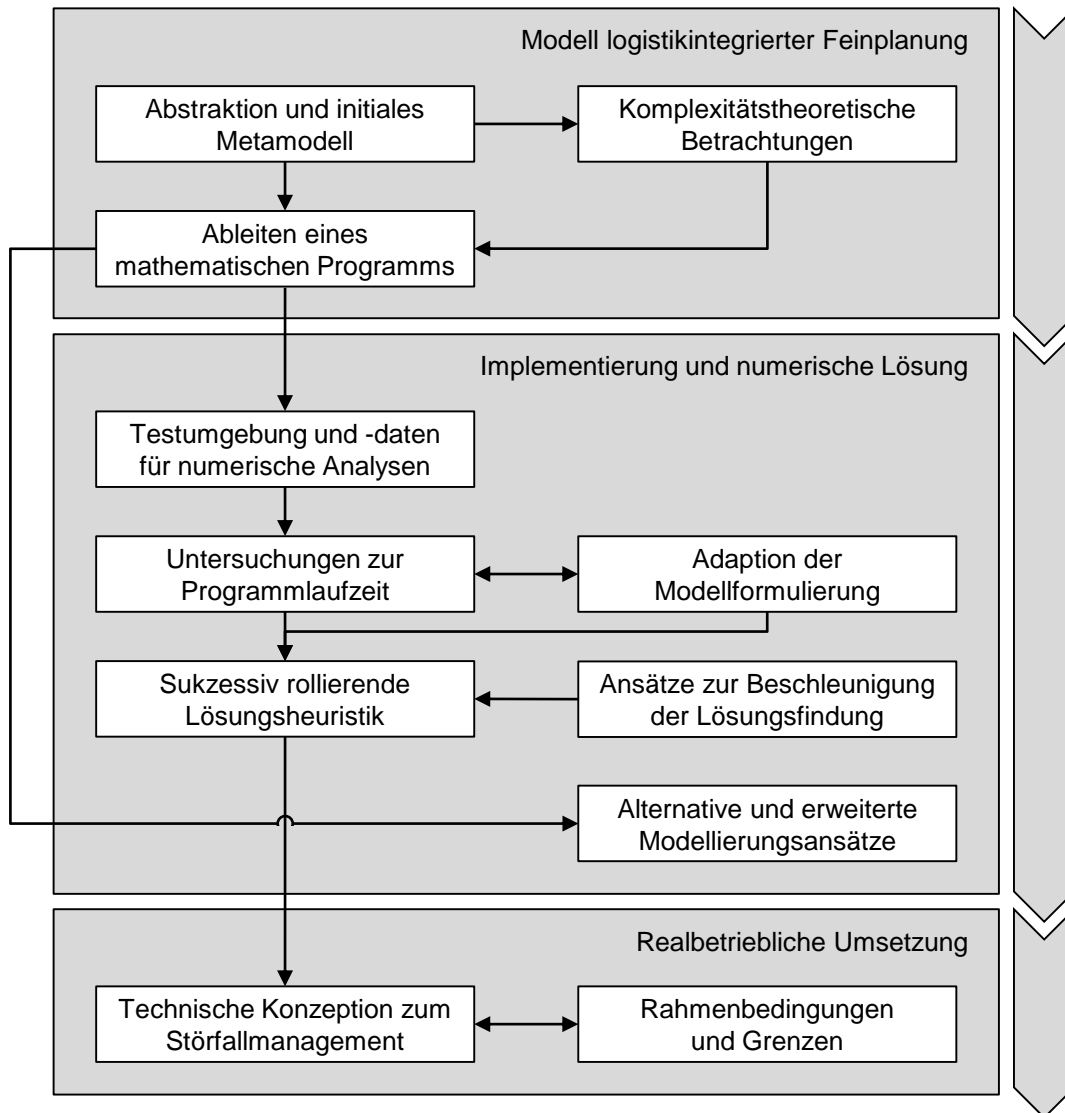 Modell logistikintegrierter Feinplanung
Abstraktion und initiales
Metamodell
Komplexitätstheoretische
Betrachtungen
Ableiten eines
mathematischen Programms
Implementierung und numerische Lösung
Testumgebung und -daten
für numerische Analysen
Untersuchungen zur
Programmlaufzeit
Adaption der
Modellformulierung
Sukzessiv rollierende
Lösungsheuristik
Ansätze zur Beschleunigung
der Lösungsfindung
Alternative und erweiterte
Modellierungsansätze
Realbetriebliche Umsetzung
Technische Konzeption zum
Störfallmanagement
Rahmenbedingungen
und Grenzen